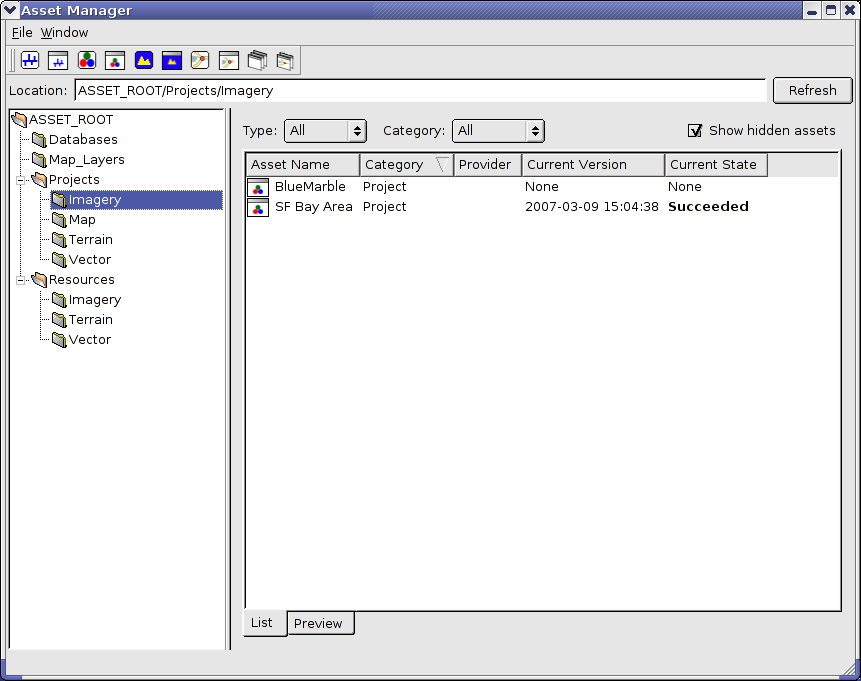 Asset Manager
File Window
Location: ASSET_ROOT/Projects/Imagery Refresh
ASSET_ROOT
Databases
Map_Layers
Projects
Imagery
Map
Terrain
Vector
Resources
Imagery
Terrain
Vector
Type: All Category: All Show hidden assets
Asset Name Category Provider Current Version Current State
BlueMarble Project None None
SF Bay Area Project 2007-03-09 15:04:38 Succeeded
List Preview